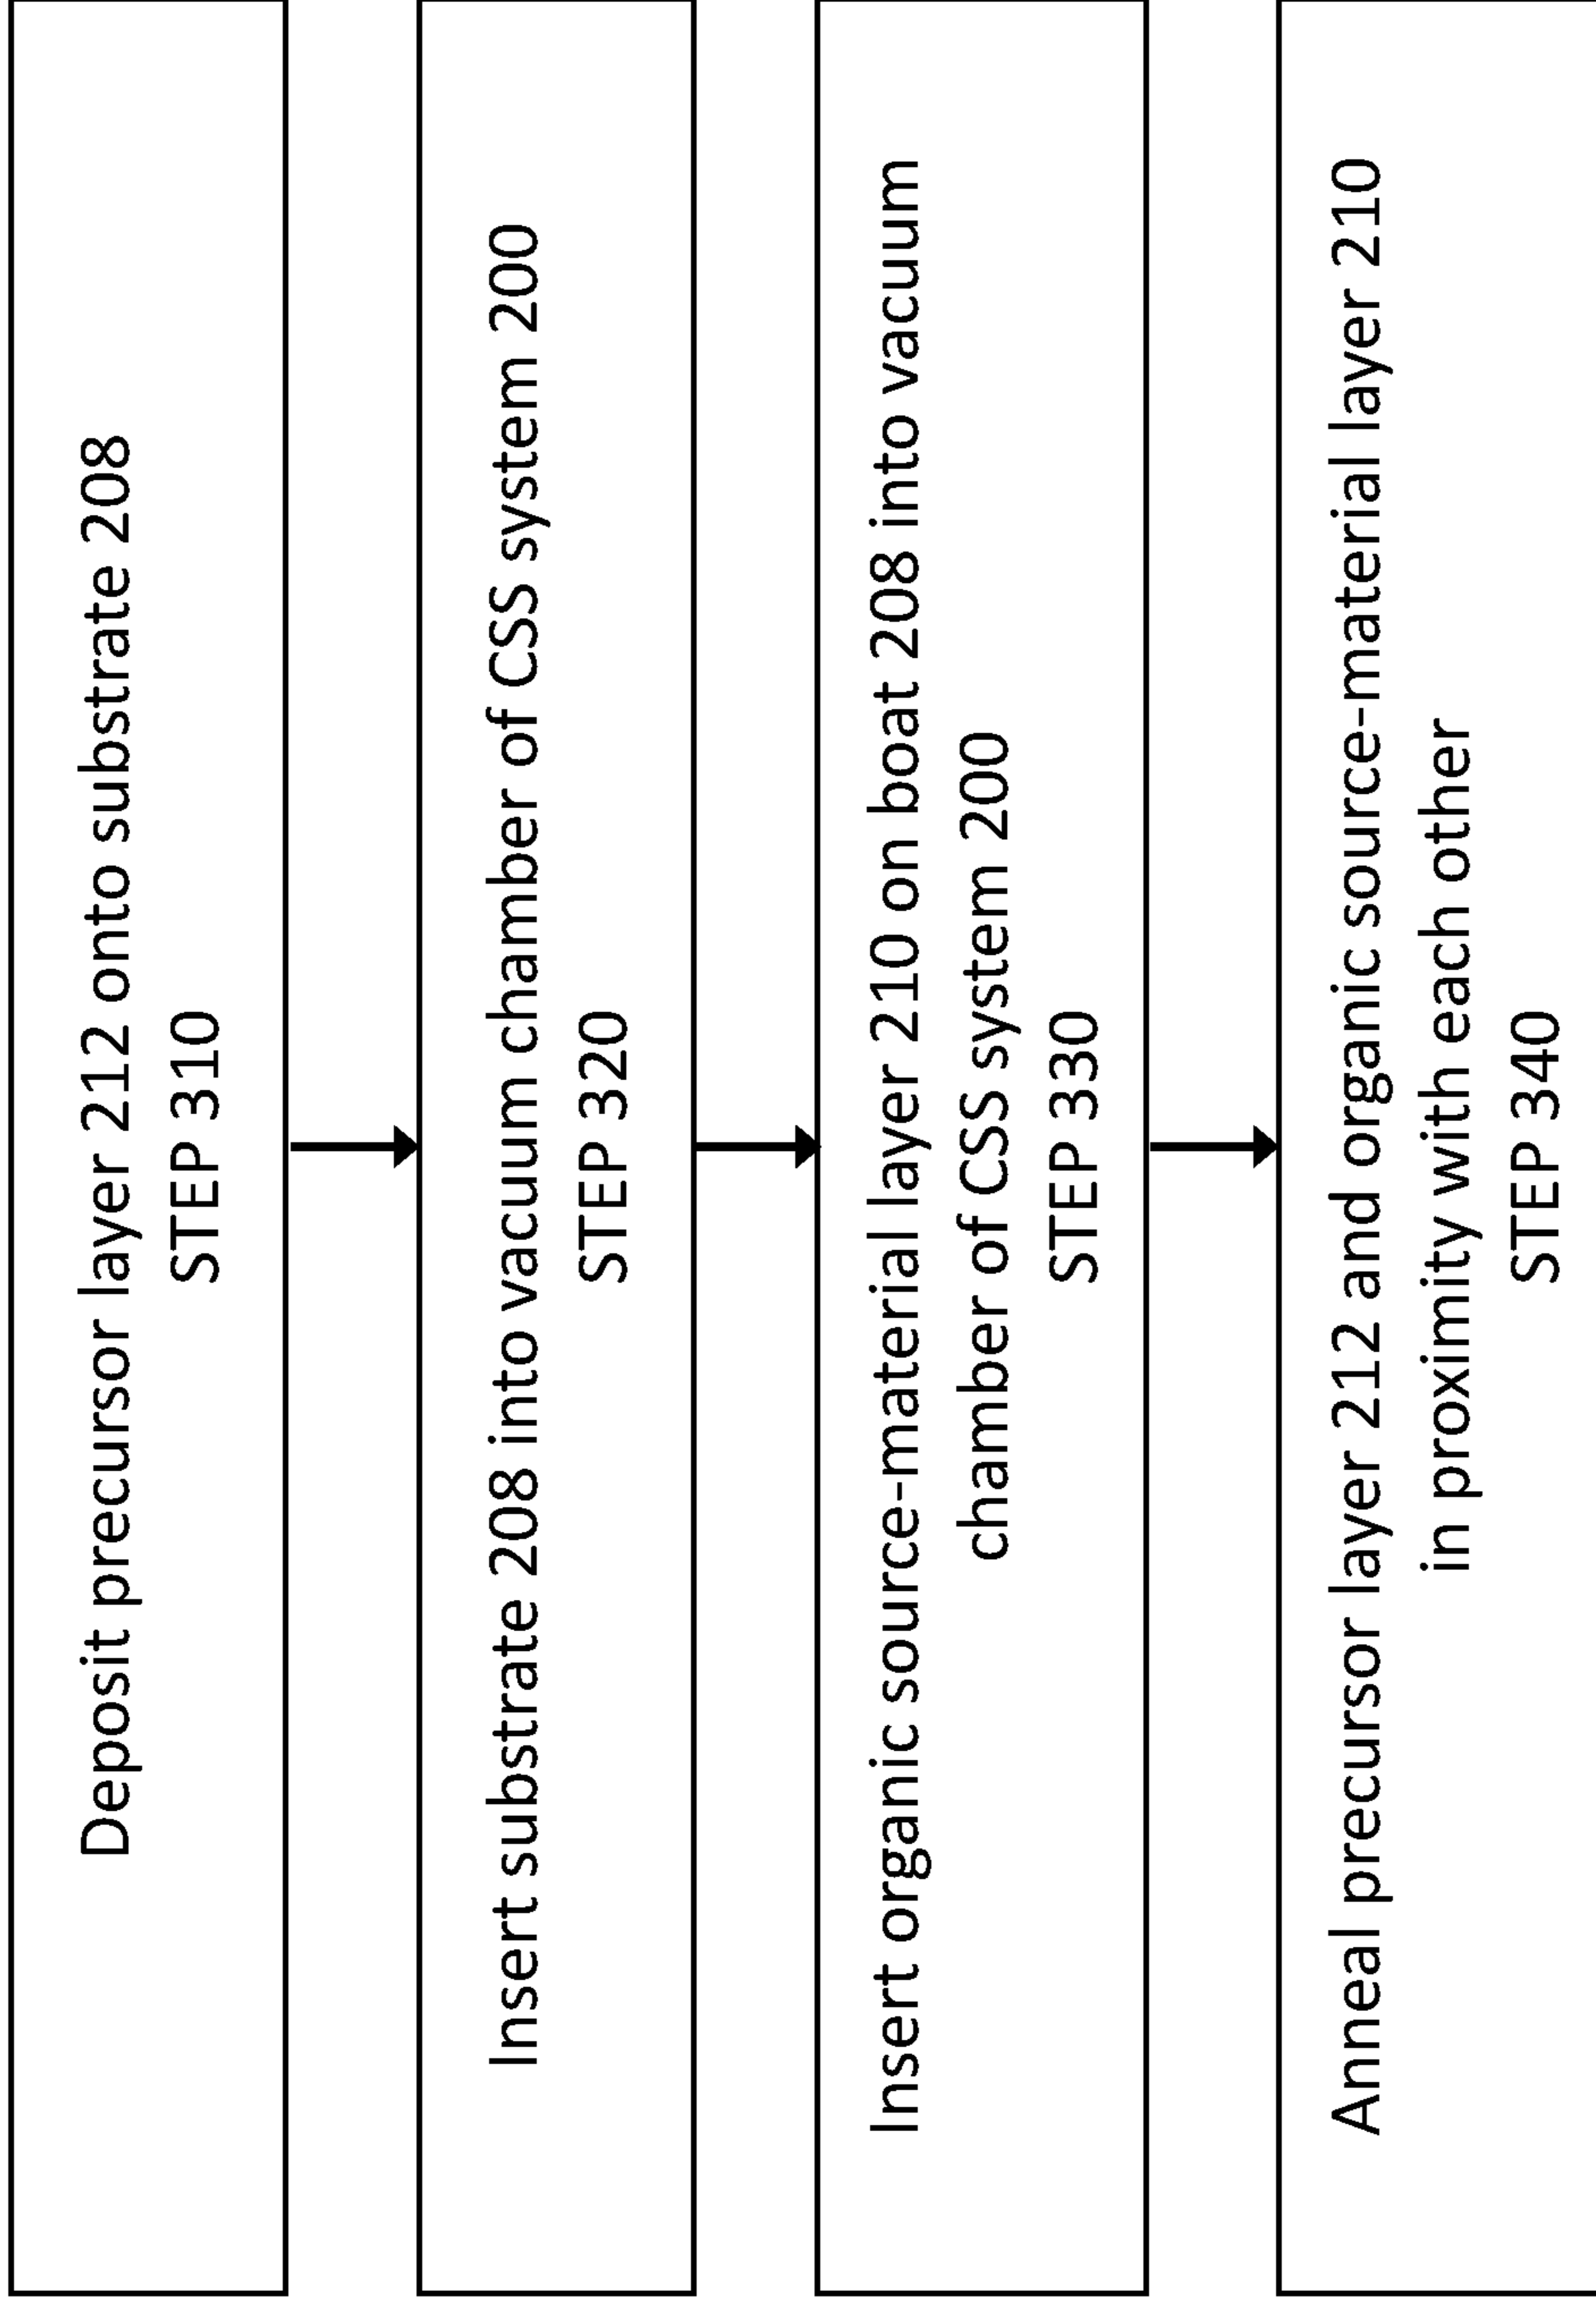 Deposit precursor layer 212 onto substrate 208
STEP 310
Insert substrate 208 into vacuum chamber of CSS system 200
STEP 320
Insert organic source-material layer 210 on boat 208 into vacuum
chamber of CSS system 200
STEP 330
Anneal precursor layer 212 and organic source-material layer 210
in proximity with each other
STEP 340